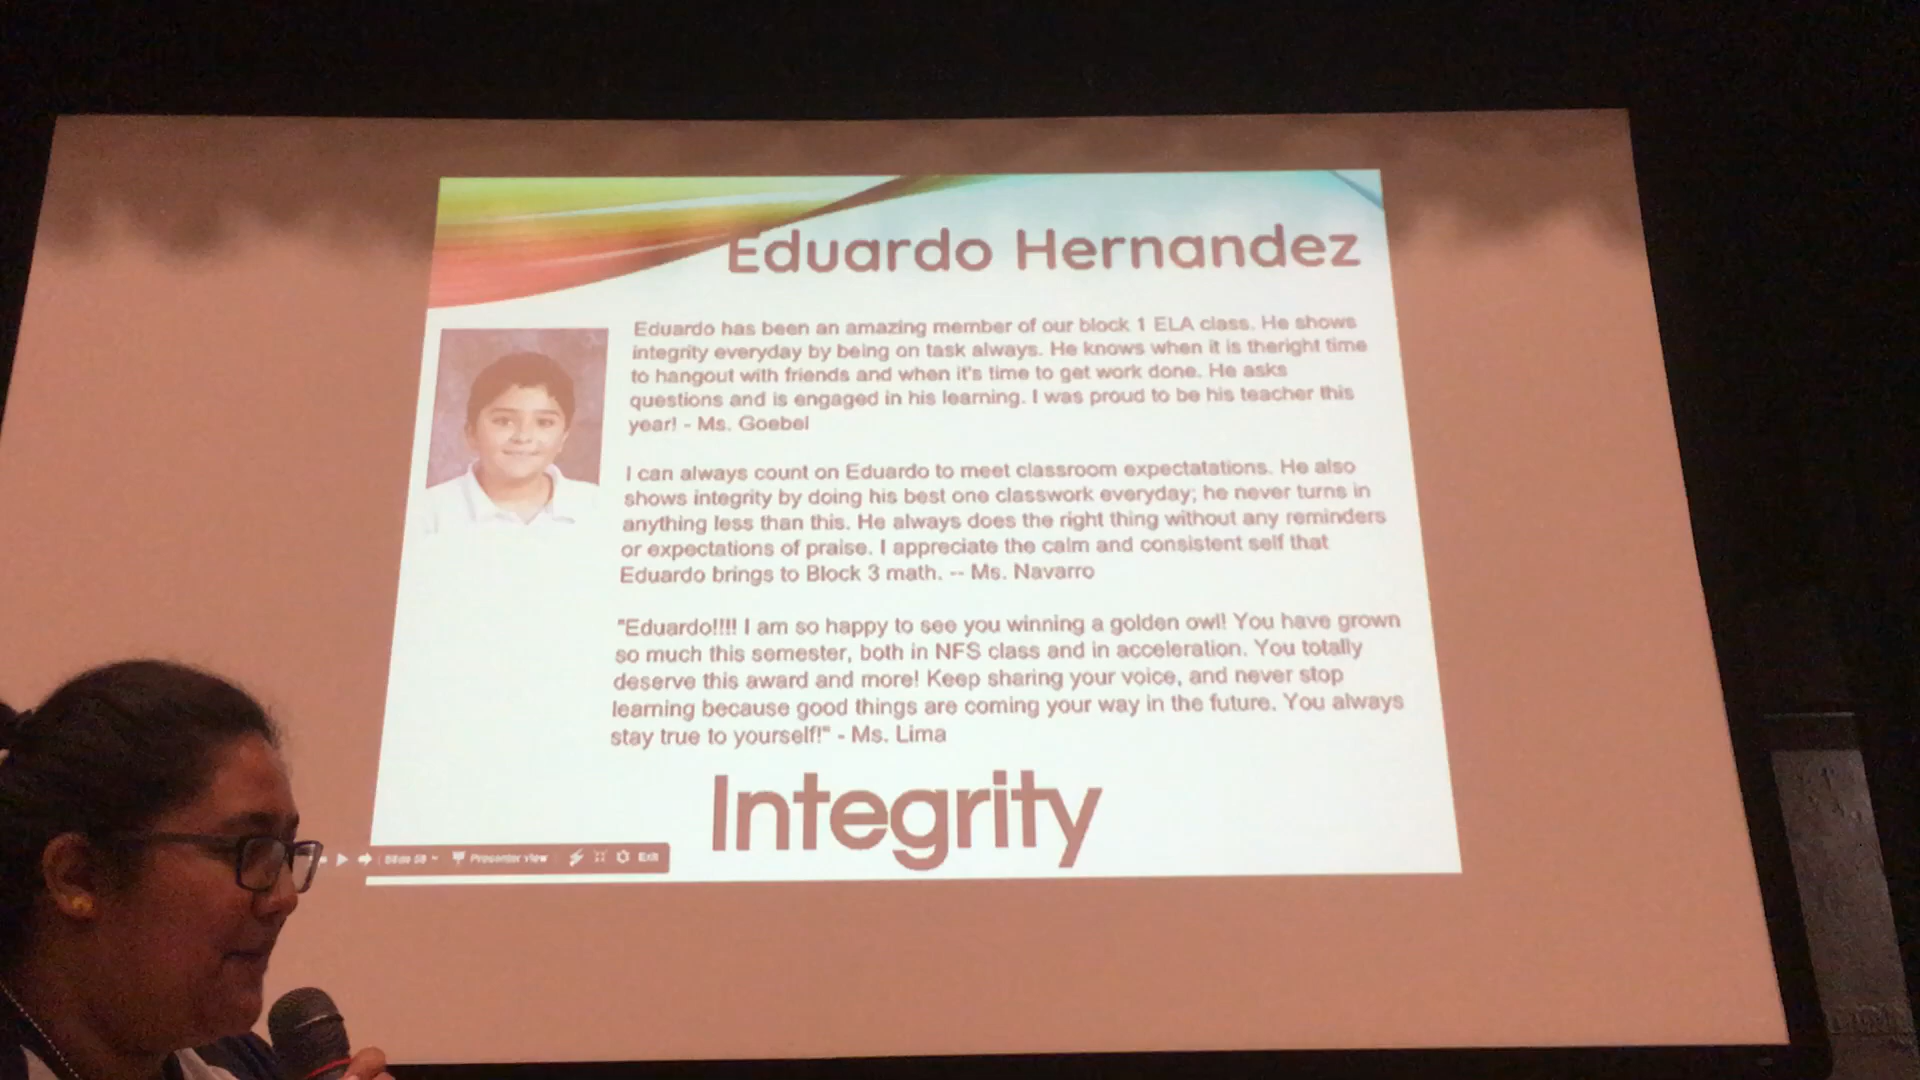 Eduardo Hernandez
Eduardo has been an amazing member of our block 1 ELA class. He shows
integrity everyday by being on task always. He knows when it is theright time
to hangout with friends and when it's time to get work done. He asks
questions and is engaged in his learning. I was proud to be his teacher this
year! - Ms. Goebel
I can always count on Eduardo to meet classroom expectatations. He also
shows integrity by doing his best one classwork everyday; he never turns in
anything less than this. He always does the right thing without any reminders
or expectations of praise. I appreciate the calm and consistent self that
Eduardo brings to Block 3 math. -- Ms. Navarro
"Eduardo!!!! I am so happy to see you winning a golden owl! You have grown
so much this semester, both in NFS class and in acceleration. You totally
deserve this award and more! Keep sharing your voice, and never stop
learning because good things are coming your way in the future. You always
stay true to yourself!" - Ms. Lima
Integrity
Presenter view Exit